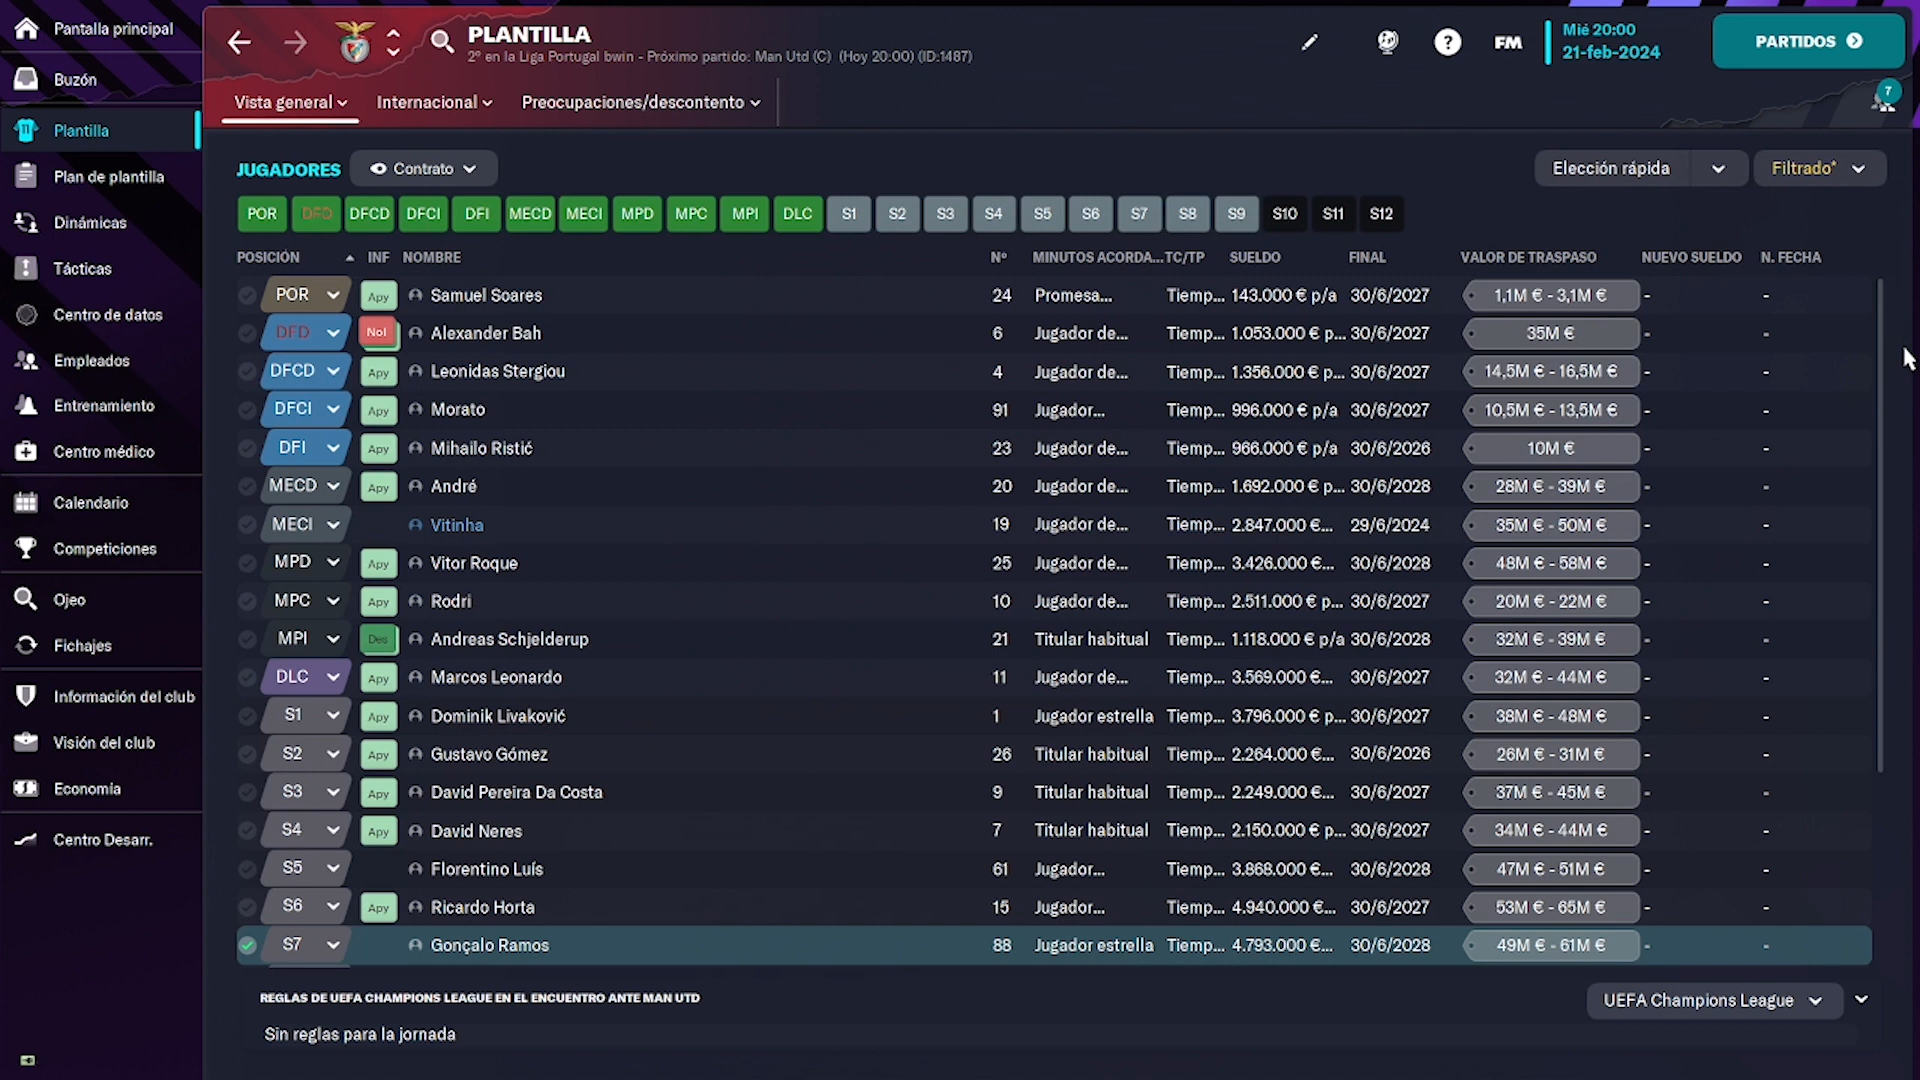 Pantalla principal
Buzón
Plantilla
Plan de plantilla
Dinámicas
Tácticas
Centro de datos
Empleados
Entrenamiento
Centro médico
Calendario
Competiciones
Ojeo
Fichajes
Información del club
Visión del club
Economía
Centro Desarr.
PLANTILLA
2º en la Liga Portugal bwin - Próximo partido: Man Utd (C) (Hoy 20:00) (ID:1487)
?
FM
Mié 20:00
21-feb-2024
PARTIDOS
Vista general
Internacional
Preocupaciones/descontento
7
JUGADORES
Contrato
Elección rápida
Filtrado*
POR DFD DFCD DFCI DFI MECD MECI MPD MPC MPI DLC S1 S2 S3 S4 S5 S6 S7 S8 S9 S10 S11 S12
POSICIÓN INF NOMBRE Nº MINUTOS ACORDA... TC/TP SUELDO FINAL VALOR DE TRASPASO NUEVO SUELDO N. FECHA
POR Apy Samuel Soares 24 Promesa... Tiemp... 143.000 € p/a 30/6/2027 1,1M € - 3,1M € - -
DFD Nol Alexander Bah 6 Jugador de... Tiemp... 1.053.000 € p... 30/6/2027 35M € - -
DFCD Apy Leonidas Stergiou 4 Jugador de... Tiemp... 1.356.000 € p... 30/6/2027 14,5M € - 16,5M € - -
DFCI Apy Morato 91 Jugador... Tiemp... 996.000 € p/a 30/6/2027 10,5M € - 13,5M € - -
DFI Apy Mihailo Ristić 23 Jugador de... Tiemp... 966.000 € p/a 30/6/2026 10M € - -
MECD Apy André 20 Jugador de... Tiemp... 1.692.000 € p... 30/6/2028 28M € - 39M € - -
MECI Vitinha 19 Jugador de... Tiemp... 2.847.000 €... 29/6/2024 35M € - 50M € - -
MPD Apy Vitor Roque 25 Jugador de... Tiemp... 3.426.000 €... 30/6/2028 48M € - 58M € - -
MPC Apy Rodri 10 Jugador de... Tiemp... 2.511.000 € p... 30/6/2027 20M € - 22M € - -
MPI Des Andreas Schjelderup 21 Titular habitual Tiemp... 1.118.000 € p/a 30/6/2028 32M € - 39M € - -
DLC Apy Marcos Leonardo 11 Jugador de... Tiemp... 3.569.000 €... 30/6/2027 32M € - 44M € - -
S1 Apy Dominik Livaković 1 Jugador estrella Tiemp... 3.796.000 € p... 30/6/2027 38M € - 48M € - -
S2 Apy Gustavo Gómez 26 Titular habitual Tiemp... 2.264.000 €... 30/6/2026 26M € - 31M € - -
S3 Apy David Pereira Da Costa 9 Titular habitual Tiemp... 2.249.000 €... 30/6/2027 37M € - 45M € - -
S4 Apy David Neres 7 Titular habitual Tiemp... 2.150.000 € p... 30/6/2027 34M € - 44M € - -
S5 Florentino Luís 61 Jugador... Tiemp... 3.868.000 €... 30/6/2028 47M € - 51M € - -
S6 Apy Ricardo Horta 15 Jugador... Tiemp... 4.940.000 €... 30/6/2027 53M € - 65M € - -
S7 Gonçalo Ramos 88 Jugador estrella Tiemp... 4.793.000 €... 30/6/2028 49M € - 61M € - -
REGLAS DE UEFA CHAMPIONS LEAGUE EN EL ENCUENTRO ANTE MAN UTD
UEFA Champions League
Sin reglas para la jornada